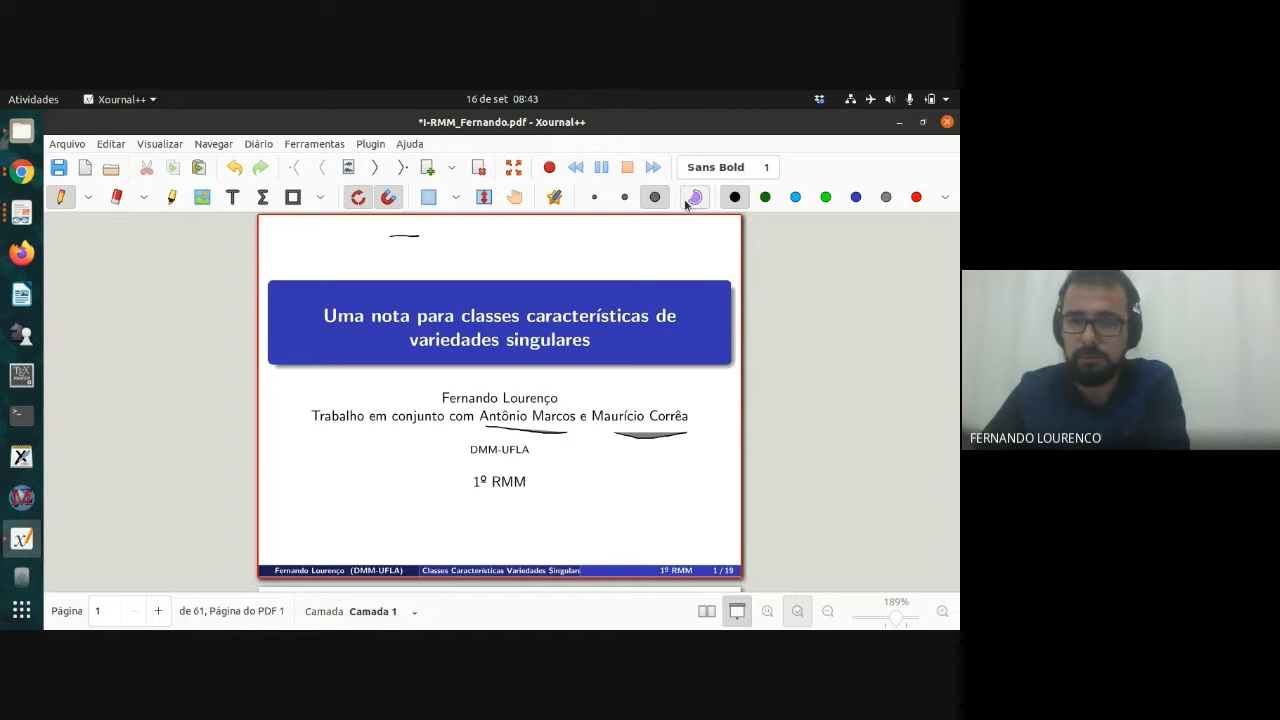 Atividades
Xournal++
16 de set 08:43
*I-RMM_Fernando.pdf - Xournal++
Arquivo
Editar
Visualizar
Navegar
Diário
Ferramentas
Plugin
Ajuda
Sans Bold 1
Uma nota para classes características de
variedades singulares
Fernando Lourenço
Trabalho em conjunto com Antônio Marcos e Maurício Corrêa
DMM-UFLA
1º RMM
Fernando Lourenço (DMM-UFLA)
Classes Características Variedades Singulare
1º RMM
1 / 19
FERNANDO LOURENCO
Página
1
de 61, Página do PDF 1
Camada
Camada 1
189%